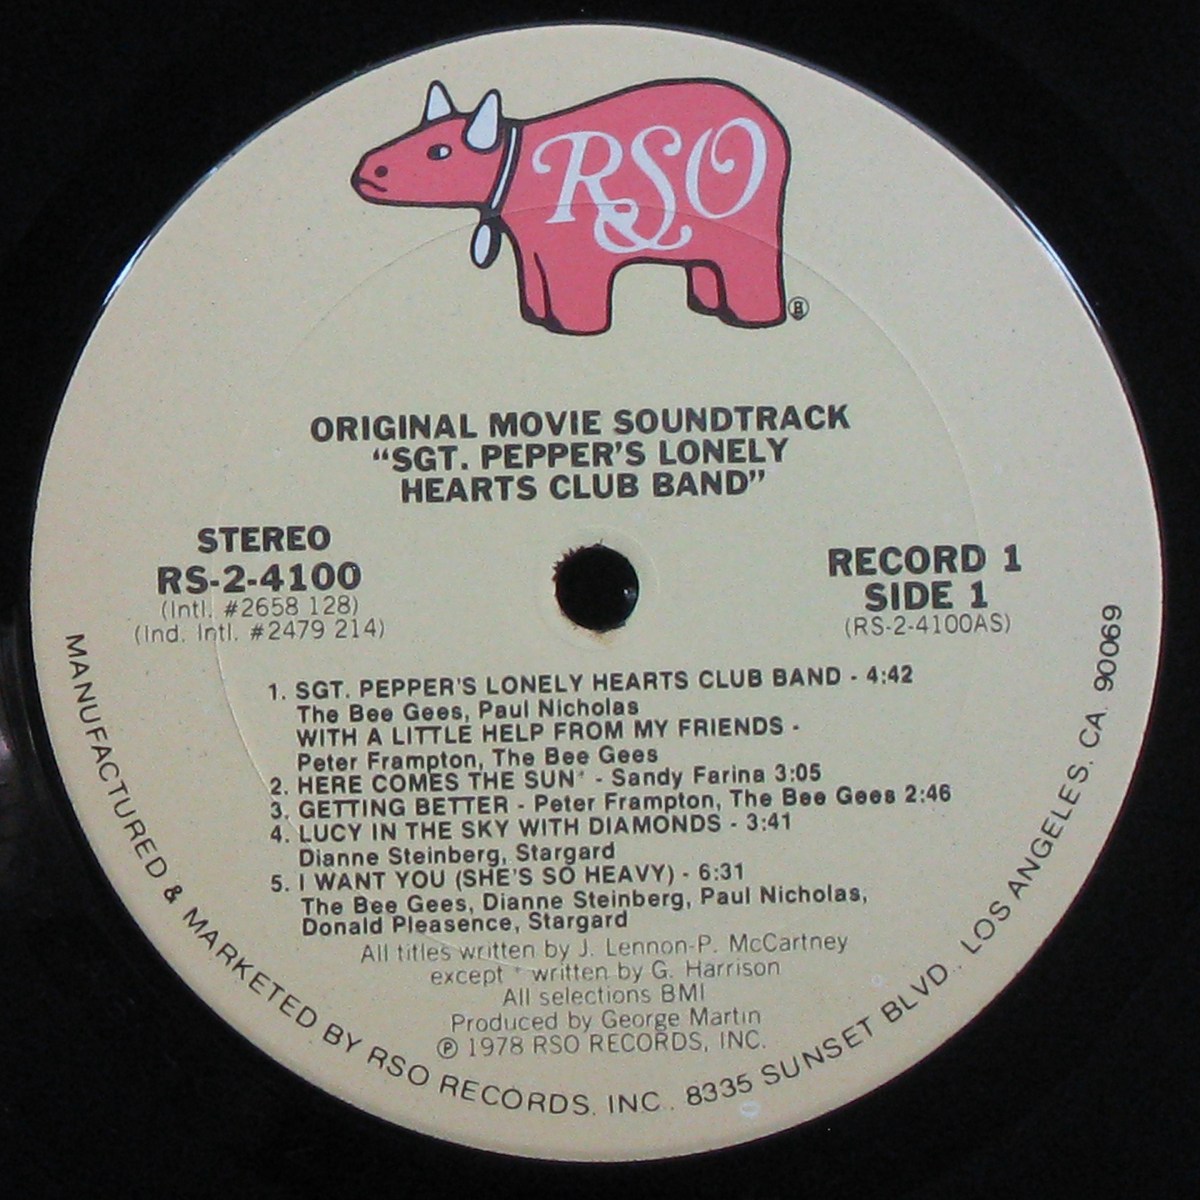 RSO
®
ORIGINAL MOVIE SOUNDTRACK
“SGT. PEPPER'S LONELY
HEARTS CLUB BAND”
STEREO
RS-2-4100
(Intl. #2658 128)
(Ind. Intl. #2479 214)
RECORD 1
SIDE 1
(RS-2-4100AS)
1. SGT. PEPPER'S LONELY HEARTS CLUB BAND - 4:42
The Bee Gees, Paul Nicholas
WITH A LITTLE HELP FROM MY FRIENDS -
Peter Frampton, The Bee Gees
2. HERE COMES THE SUN* - Sandy Farina 3:05
3. GETTING BETTER - Peter Frampton, The Bee Gees 2:46
4. LUCY IN THE SKY WITH DIAMONDS - 3:41
Dianne Steinberg, Stargard
5. I WANT YOU (SHE'S SO HEAVY) - 6:31
The Bee Gees, Dianne Steinberg, Paul Nicholas,
Donald Pleasence, Stargard
All titles written by J. Lennon-P. McCartney
except * written by G. Harrison
All selections BMI
Produced by George Martin
℗ 1978 RSO RECORDS, INC.
MANUFACTURED & MARKETED BY RSO RECORDS, INC., 8335 SUNSET BLVD., LOS ANGELES, CA. 90069